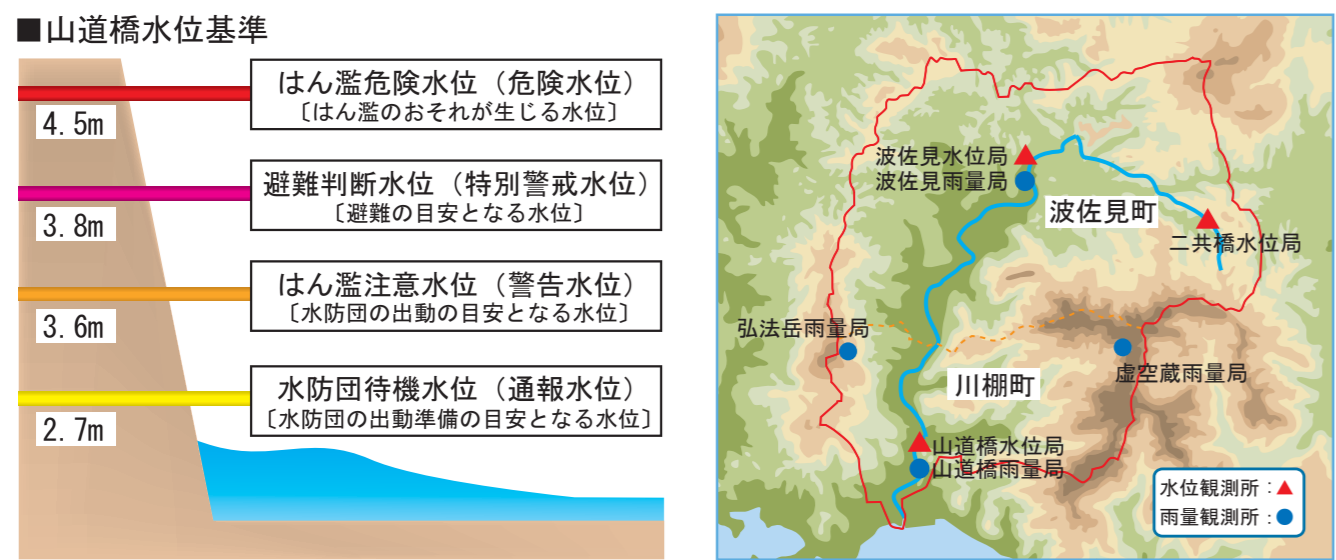 ■山道橋水位基準
はん濫危険水位（危険水位）
〔はん濫のおそれが生じる水位〕
4.5m
避難判断水位（特別警戒水位）
〔避難の目安となる水位〕
3.8m
はん濫注意水位（警告水位）
〔水防団の出動の目安となる水位〕
3.6m
水防団待機水位（通報水位）
〔水防団の出動準備の目安となる水位〕
2.7m
波佐見水位局
波佐見雨量局
波佐見町
二共橋水位局
弘法岳雨量局
虚空蔵雨量局
川棚町
山道橋水位局
山道橋雨量局
水位観測所：▲
雨量観測所：●